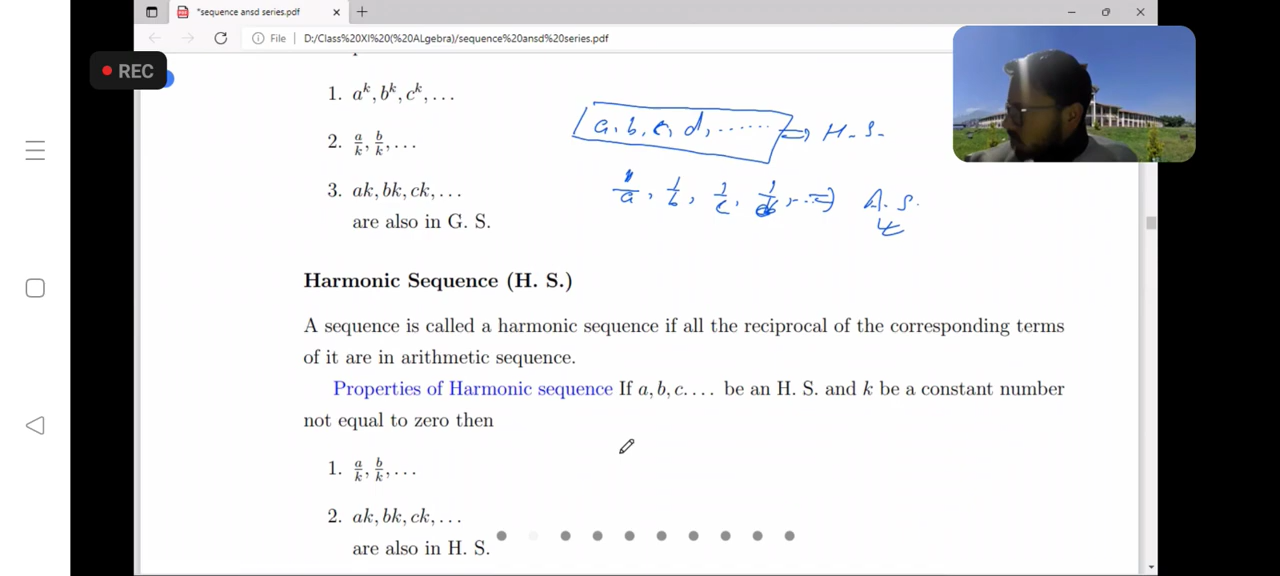 *sequence ansd series.pdf
File | D:/Class%20XI%20(%20ALgebra)/sequence%20ansd%20series.pdf
REC
1. a^k, b^k, c^k, ...
2. a/k, b/k, ...
3. ak, bk, ck, ...
are also in G. S.
a, b, c, d, ...... ⇒ H. S.
1/a, 1/b, 1/c, 1/d, ... ⇒ A. S.
Harmonic Sequence (H. S.)
A sequence is called a harmonic sequence if all the reciprocal of the corresponding terms
of it are in arithmetic sequence.
Properties of Harmonic sequence If a, b, c.... be an H. S. and k be a constant number
not equal to zero then
1. a/k, b/k, ...
2. ak, bk, ck, ...
are also in H. S.